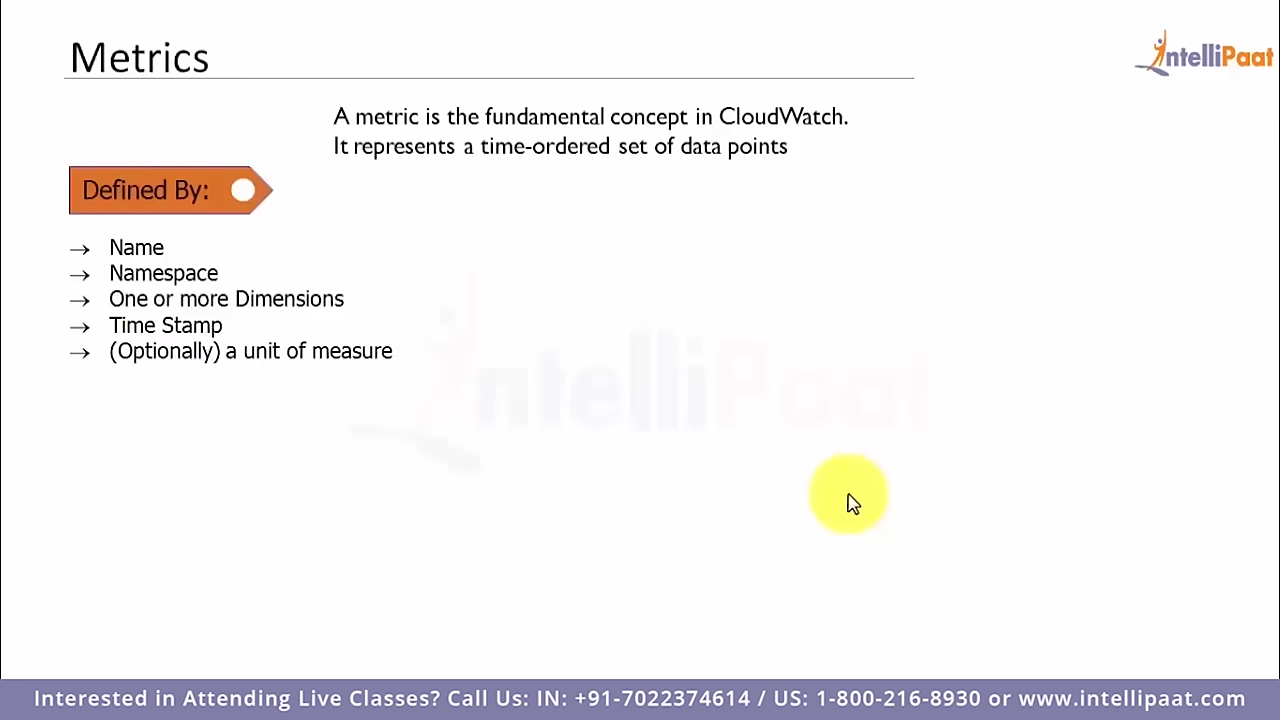 Metrics
IntelliPaat
A metric is the fundamental concept in CloudWatch.
It represents a time-ordered set of data points
Defined By:
→ Name
→ Namespace
→ One or more Dimensions
→ Time Stamp
→ (Optionally) a unit of measure
IntelliPaat
Interested in Attending Live Classes? Call Us: IN: +91-7022374614 / US: 1-800-216-8930 or www.intellipaat.com